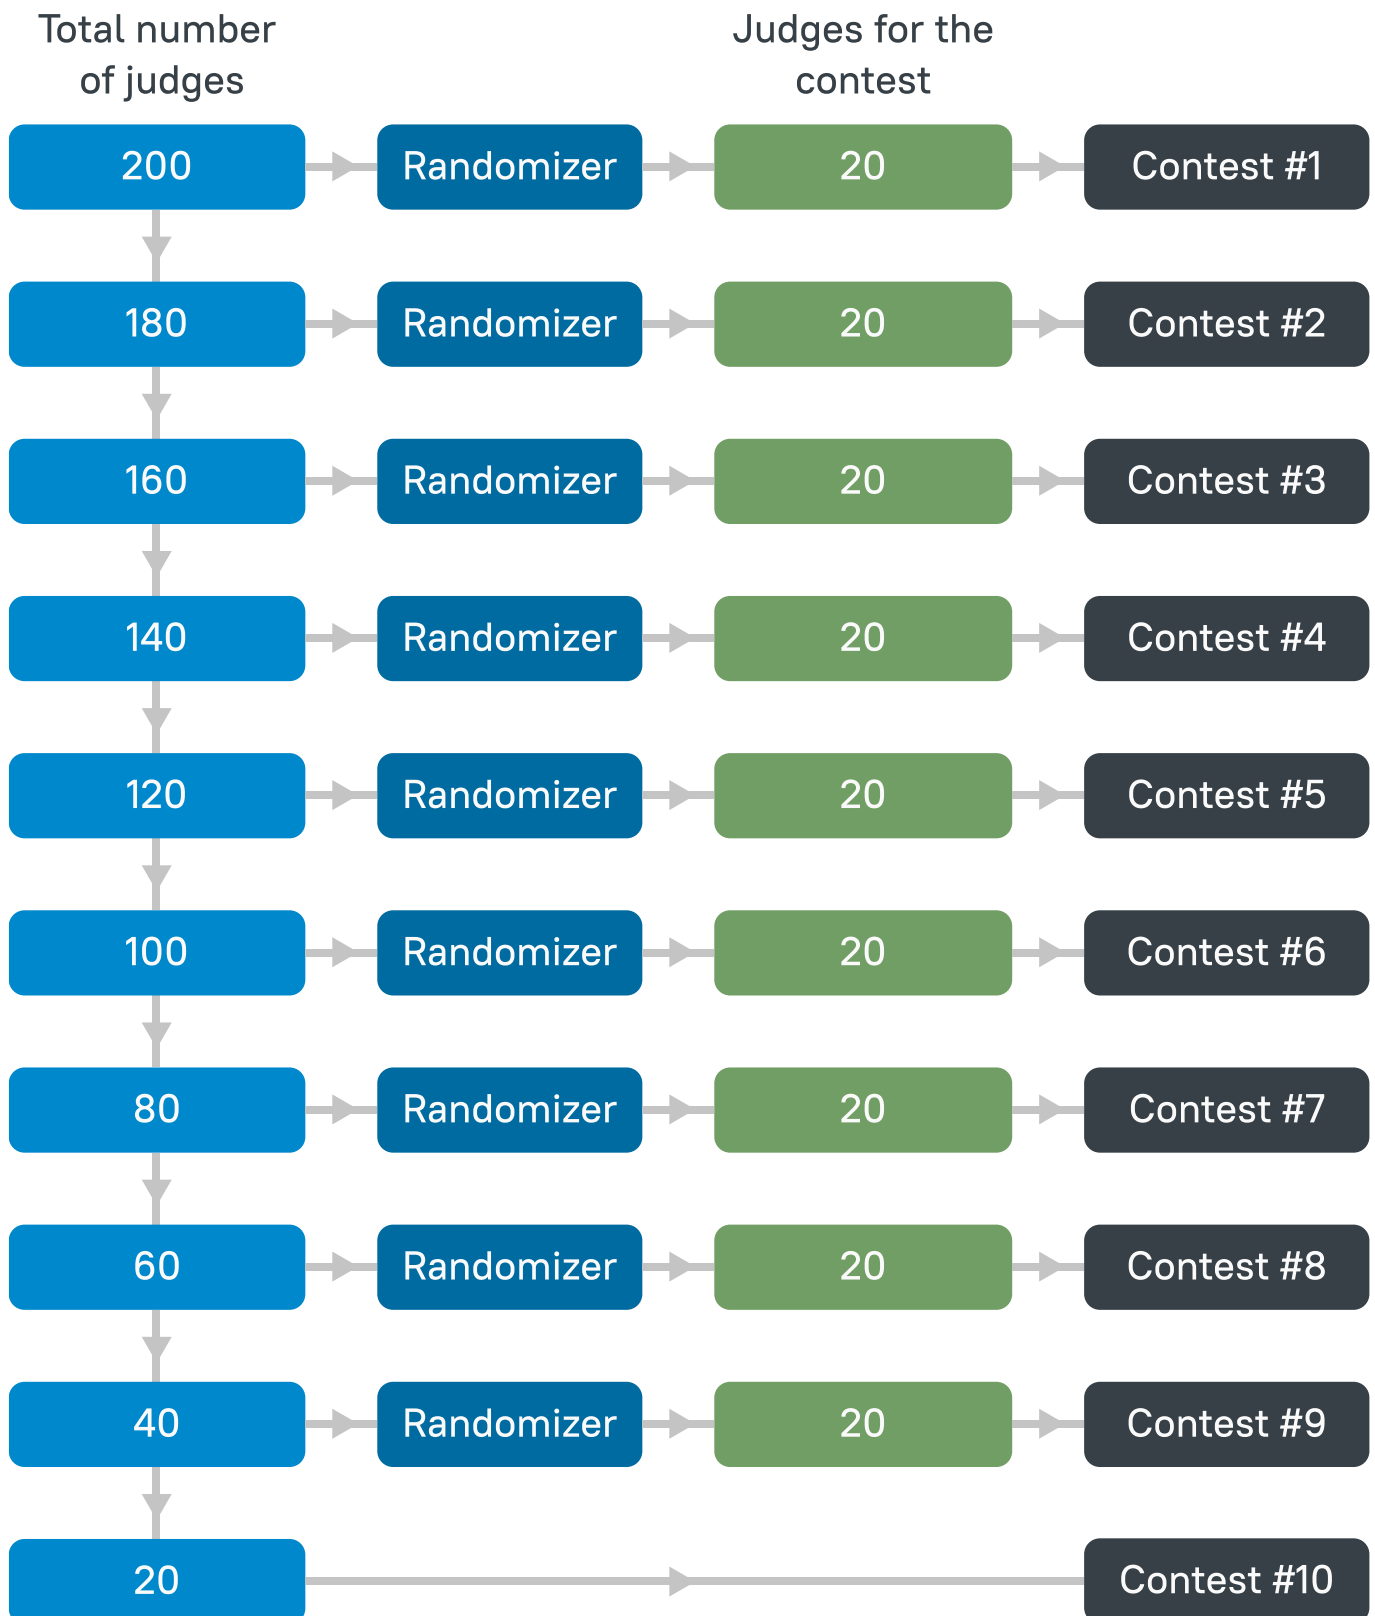 Total number
of judges
Judges for the
contest
200
Randomizer
20
Contest #1
180
Randomizer
20
Contest #2
160
Randomizer
20
Contest #3
140
Randomizer
20
Contest #4
120
Randomizer
20
Contest #5
100
Randomizer
20
Contest #6
80
Randomizer
20
Contest #7
60
Randomizer
20
Contest #8
40
Randomizer
20
Contest #9
20
Contest #10